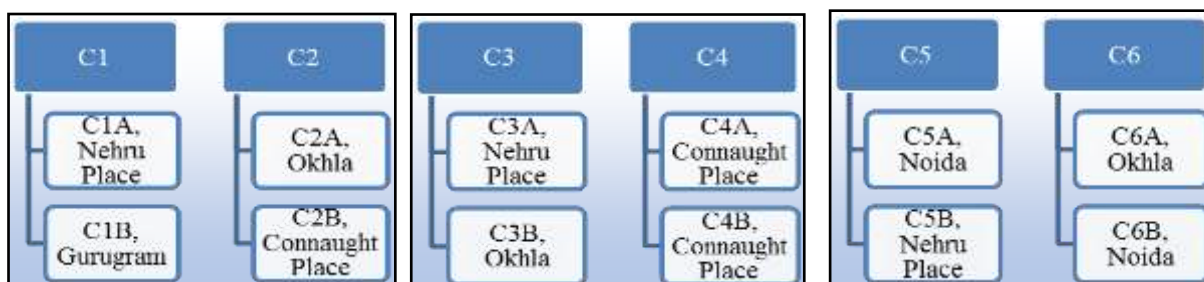 C1
C1A,
Nehru
Place
C1B,
Gurugram
C2
C2A,
Okhla
C2B,
Connaught
Place
C3
C3A,
Nehru
Place
C3B,
Okhla
C4
C4A,
Connaught
Place
C4B,
Connaught
Place
C5
C5A,
Noida
C5B,
Nehru
Place
C6
C6A,
Okhla
C6B,
Noida